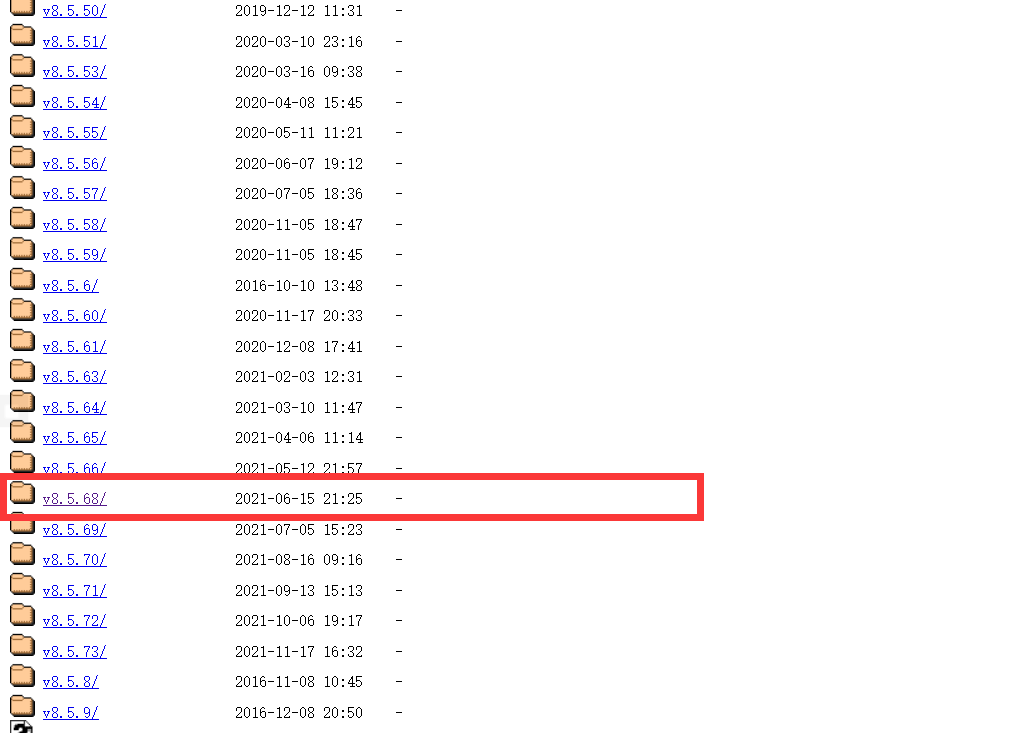 v8.5.50/ 2019-12-12 11:31 -
v8.5.51/ 2020-03-10 23:16 -
v8.5.53/ 2020-03-16 09:38 -
v8.5.54/ 2020-04-08 15:45 -
v8.5.55/ 2020-05-11 11:21 -
v8.5.56/ 2020-06-07 19:12 -
v8.5.57/ 2020-07-05 18:36 -
v8.5.58/ 2020-11-05 18:47 -
v8.5.59/ 2020-11-05 18:45 -
v8.5.6/ 2016-10-10 13:48 -
v8.5.60/ 2020-11-17 20:33 -
v8.5.61/ 2020-12-08 17:41 -
v8.5.63/ 2021-02-03 12:31 -
v8.5.64/ 2021-03-10 11:47 -
v8.5.65/ 2021-04-06 11:14 -
v8.5.66/ 2021-05-12 21:57 -
v8.5.68/ 2021-06-15 21:25 -
v8.5.69/ 2021-07-05 15:23 -
v8.5.70/ 2021-08-16 09:16 -
v8.5.71/ 2021-09-13 15:13 -
v8.5.72/ 2021-10-06 19:17 -
v8.5.73/ 2021-11-17 16:32 -
v8.5.8/ 2016-11-08 10:45 -
v8.5.9/ 2016-12-08 20:50 -